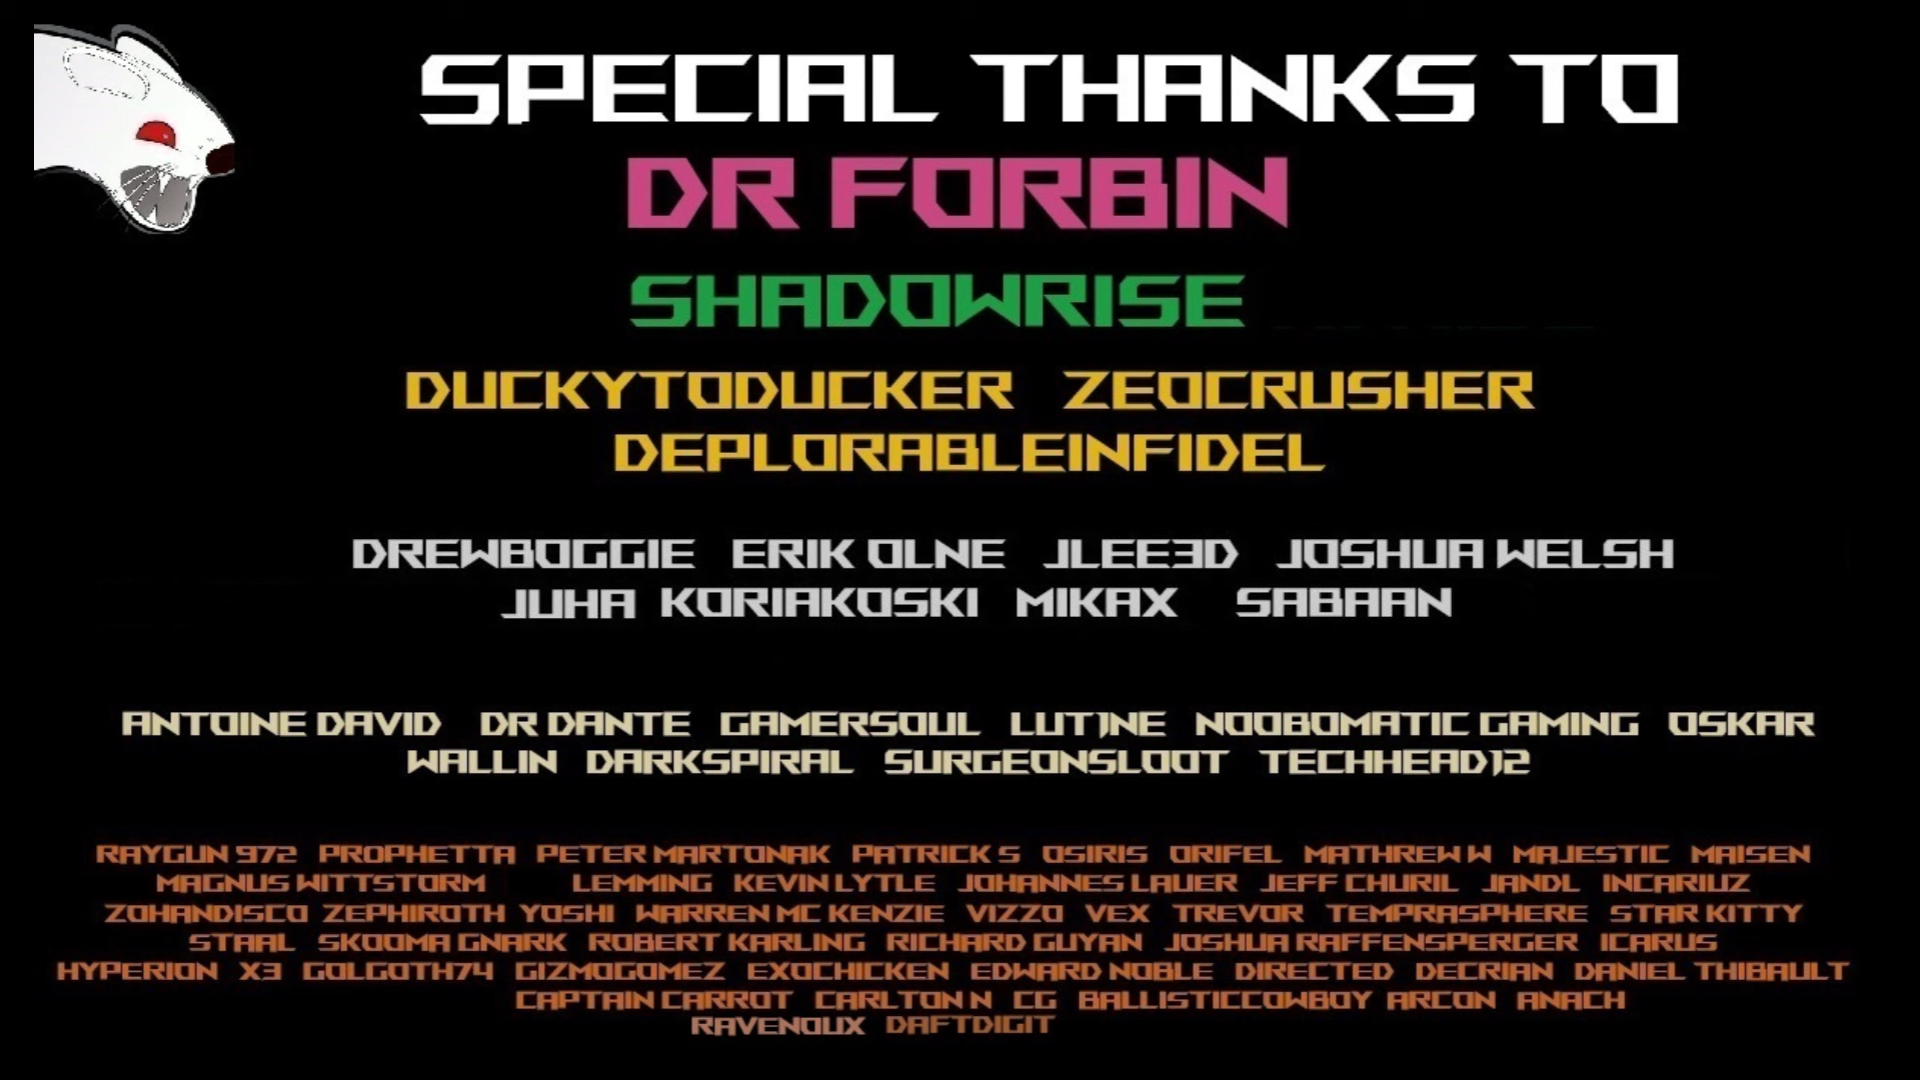 SPECIAL THANKS TO
DR FORBIN
SHADOWRISE
DUCKYTODUCKER ZEOCRUSHER
DEPLORABLEINFIDEL
DREWBOGGIE ERIK OLNE JLEE3D JOSHUA WELSH
JUHA KORIAKOSKI MIKAX SABAAN
ANTOINE DAVID DR DANTE GAMERSOUL LUT1NE NOOBOMATIC GAMING OSKAR
WALLIN DARKSPIRAL SURGEONSLOOT TECHHEAD12
RAYGUN 972 PROPHETTA PETER MARTONAK PATRICK S OSIRIS ORIFEL MATHREW W MAJESTIC MAISEN
MAGNUS WITTSTORM LEMMING KEVIN LYTLE JOHANNES LAUER JEFF CHURIL JANDL INCARIUZ
ZOHANDISCO ZEPHIROTH YOSHI WARREN MC KENZIE VIZZO VEX TREVOR TEMPRASPHERE STAR KITTY
STAAL SKOOMA GNARK ROBERT KARLING RICHARD GUYAN JOSHUA RAFFENSPERGER ICARUS
HYPERION X3 GOLGOTH74 GIZMOGOMEZ EXOCHICKEN EDWARD NOBLE DIRECTED DECRIAN DANIEL THIBAULT
CAPTAIN CARROT CARLTON N CG BALLISTICCOWBOY ARCON ANACH
RAVENOUX DAFTDIGIT